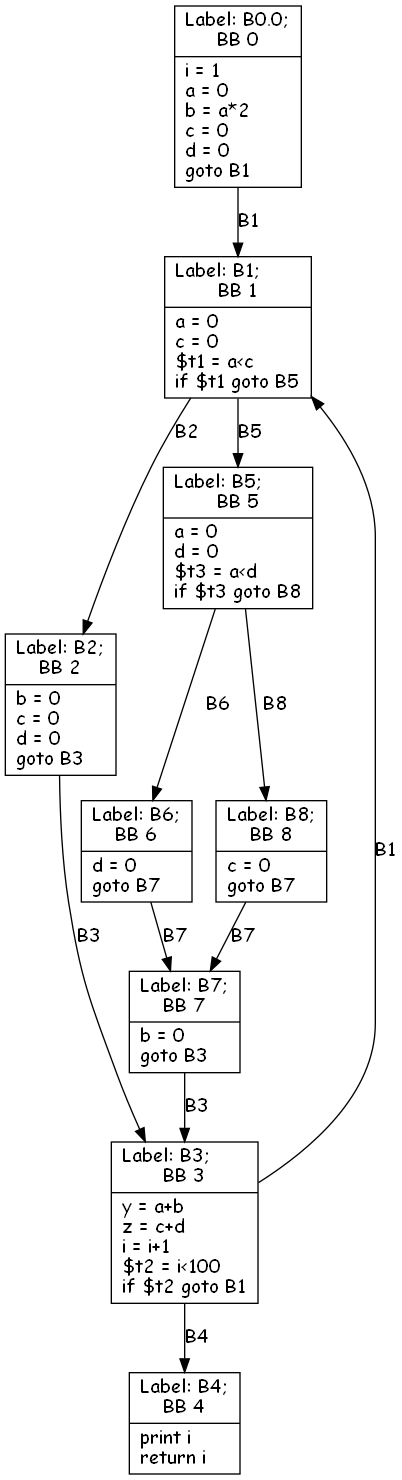 Label: B0.0;
BB 0
i = 1
a = 0
b = a*2
c = 0
d = 0
goto B1
B1
Label: B1;
BB 1
a = 0
c = 0
$t1 = a<c
if $t1 goto B5
B2
B5
Label: B5;
BB 5
a = 0
d = 0
$t3 = a<d
if $t3 goto B8
Label: B2;
BB 2
b = 0
c = 0
d = 0
goto B3
B6
B8
Label: B6;
BB 6
d = 0
goto B7
Label: B8;
BB 8
c = 0
goto B7
B1
B3
B7
B7
Label: B7;
BB 7
b = 0
goto B3
B3
Label: B3;
BB 3
y = a+b
z = c+d
i = i+1
$t2 = i<100
if $t2 goto B1
B4
Label: B4;
BB 4
print i
return i